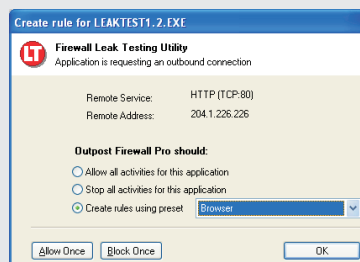 Create rule for LEAKTEST1.2.EXE
LT
Firewall Leak Testing Utility
Application is requesting an outbound connection
Remote Service: HTTP (TCP:80)
Remote Address: 204.1.226.226
Outpost Firewall Pro should:
Allow all activities for this application
Stop all activities for this application
Create rules using preset Browser
Allow Once Block Once OK